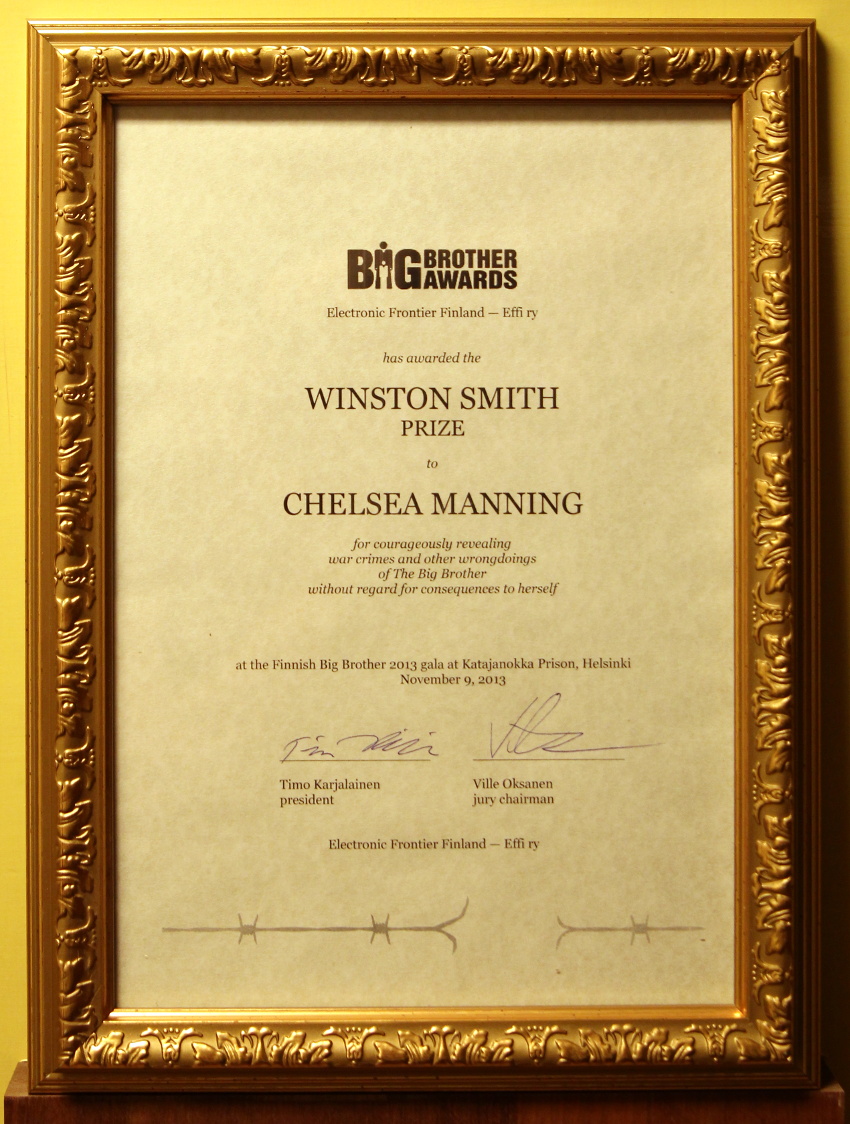 BIG BROTHER AWARDS
Electronic Frontier Finland — Effi ry
has awarded the
WINSTON SMITH
PRIZE
to
CHELSEA MANNING
for courageously revealing
war crimes and other wrongdoings
of The Big Brother
without regard for consequences to herself
at the Finnish Big Brother 2013 gala at Katajanokka Prison, Helsinki
November 9, 2013
Timo Karjalainen
president
Ville Oksanen
jury chairman
Electronic Frontier Finland — Effi ry